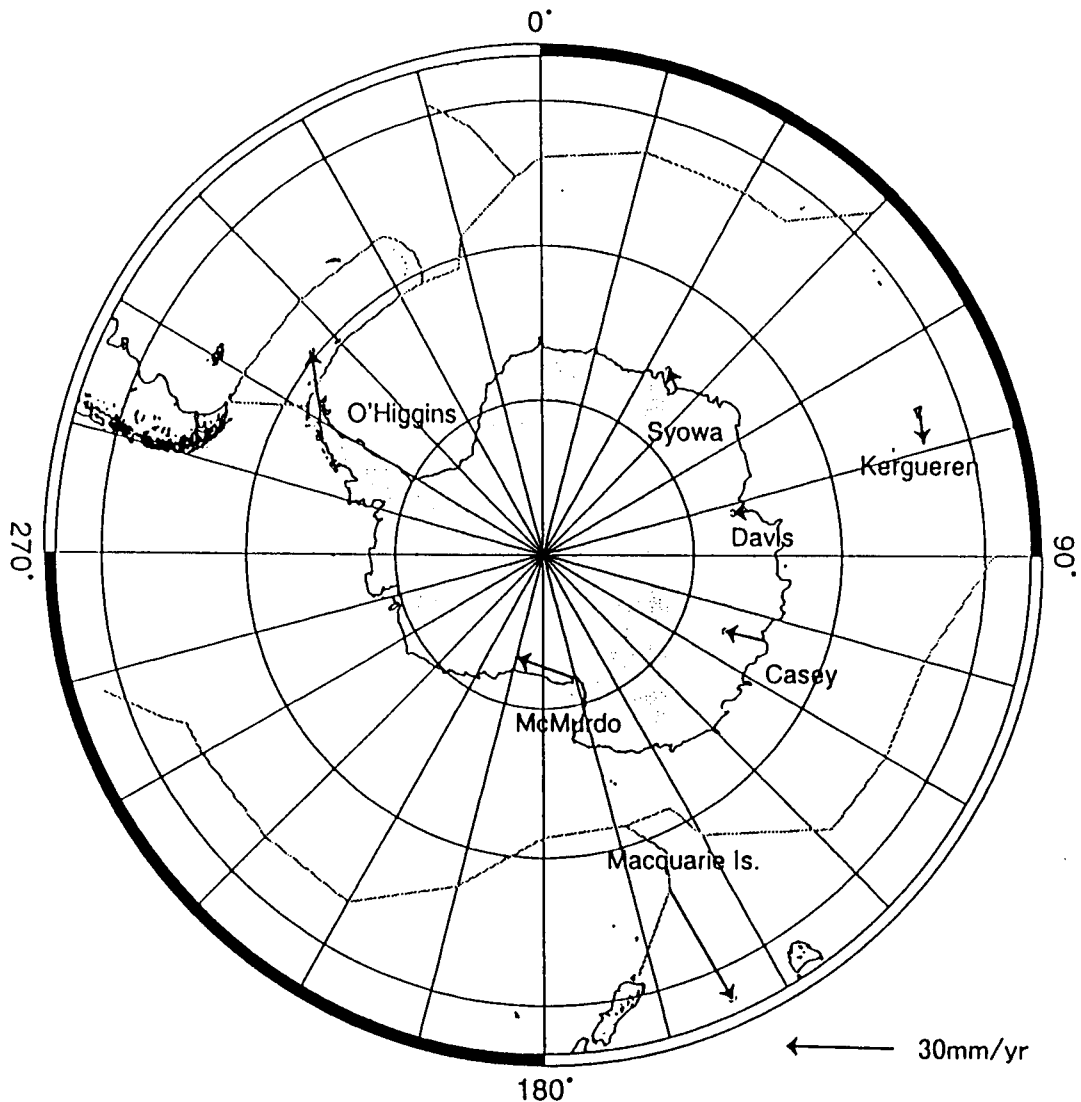 0°
O'Higgins
Syowa
Kergueren
Davis
270°
90°
Casey
McMurdo
Macquarie Is.
30mm/yr
180°